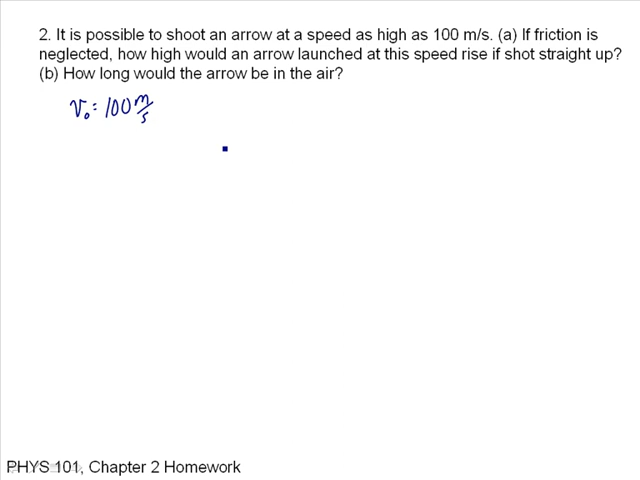 2. It is possible to shoot an arrow at a speed as high as 100 m/s. (a) If friction is
neglected, how high would an arrow launched at this speed rise if shot straight up?
(b) How long would the arrow be in the air?
v₀ = 100 m/s
PHYS 101, Chapter 2 Homework